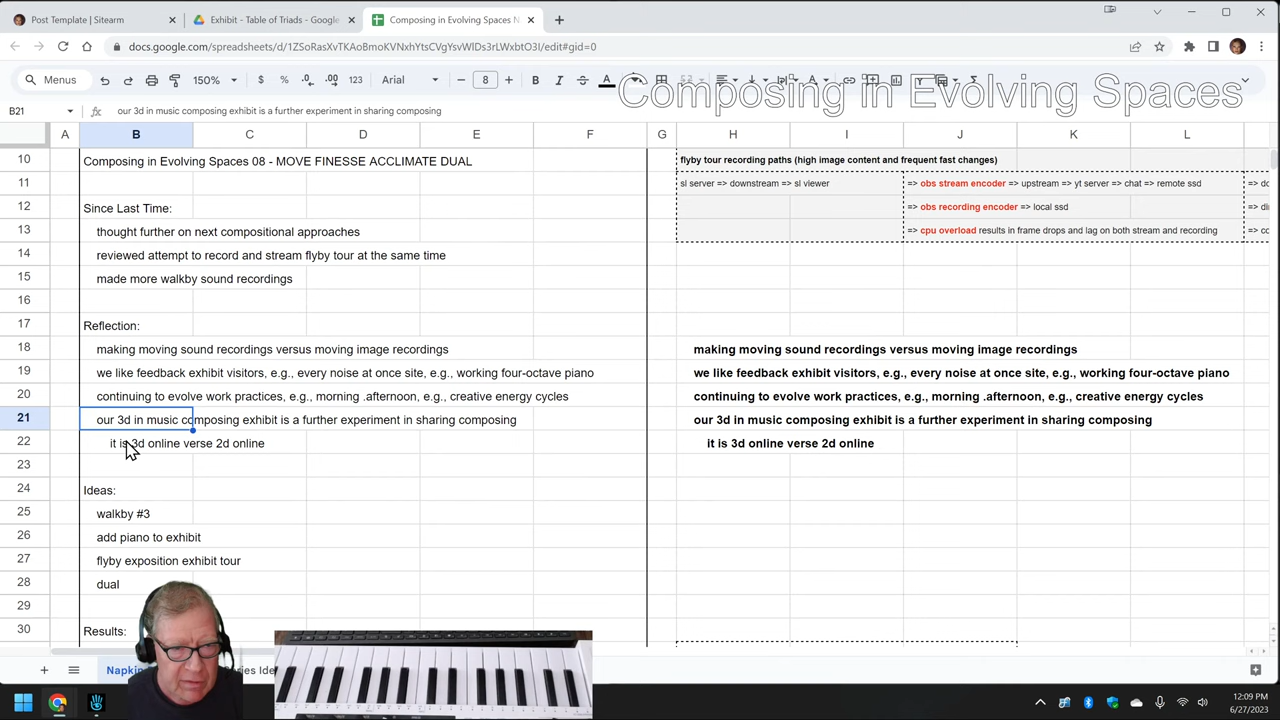 Post Template | Sitearm
Exhibit - Table of Triads - Google
Composing in Evolving Spaces N
docs.google.com/spreadsheets/d/1ZSoRasXvTKAoBmoKVNxhYtsCVgYsvWlDs3rLWxbtO3I/edit#gid=0
Menus
150%
$ % .0 .00 123
Arial
8
B I A
Composing in Evolving Spaces
B21
fx our 3d in music composing exhibit is a further experiment in sharing composing
A B C D E F G H I J K L
10 Composing in Evolving Spaces 08 - MOVE FINESSE ACCLIMATE DUAL
flyby tour recording paths (high image content and frequent fast changes)
11 sl server => downstream => sl viewer => obs stream encoder => upstream => yt server => chat => remote ssd => do
12 Since Last Time: => obs recording encoder => local ssd => di
13 thought further on next compositional approaches => cpu overload results in frame drops and lag on both stream and recording => co
14 reviewed attempt to record and stream flyby tour at the same time
15 made more walkby sound recordings
16
17 Reflection:
18 making moving sound recordings versus moving image recordings making moving sound recordings versus moving image recordings
19 we like feedback exhibit visitors, e.g., every noise at once site, e.g., working four-octave piano we like feedback exhibit visitors, e.g., every noise at once site, e.g., working four-octave piano
20 continuing to evolve work practices, e.g., morning .afternoon, e.g., creative energy cycles continuing to evolve work practices, e.g., morning .afternoon, e.g., creative energy cycles
21 our 3d in music composing exhibit is a further experiment in sharing composing our 3d in music composing exhibit is a further experiment in sharing composing
22 it is 3d online verse 2d online it is 3d online verse 2d online
23
24 Ideas:
25 walkby #3
26 add piano to exhibit
27 flyby exposition exhibit tour
28 dual
29
30 Results:
Napkin
eries Ide
12:09 PM
6/27/2023